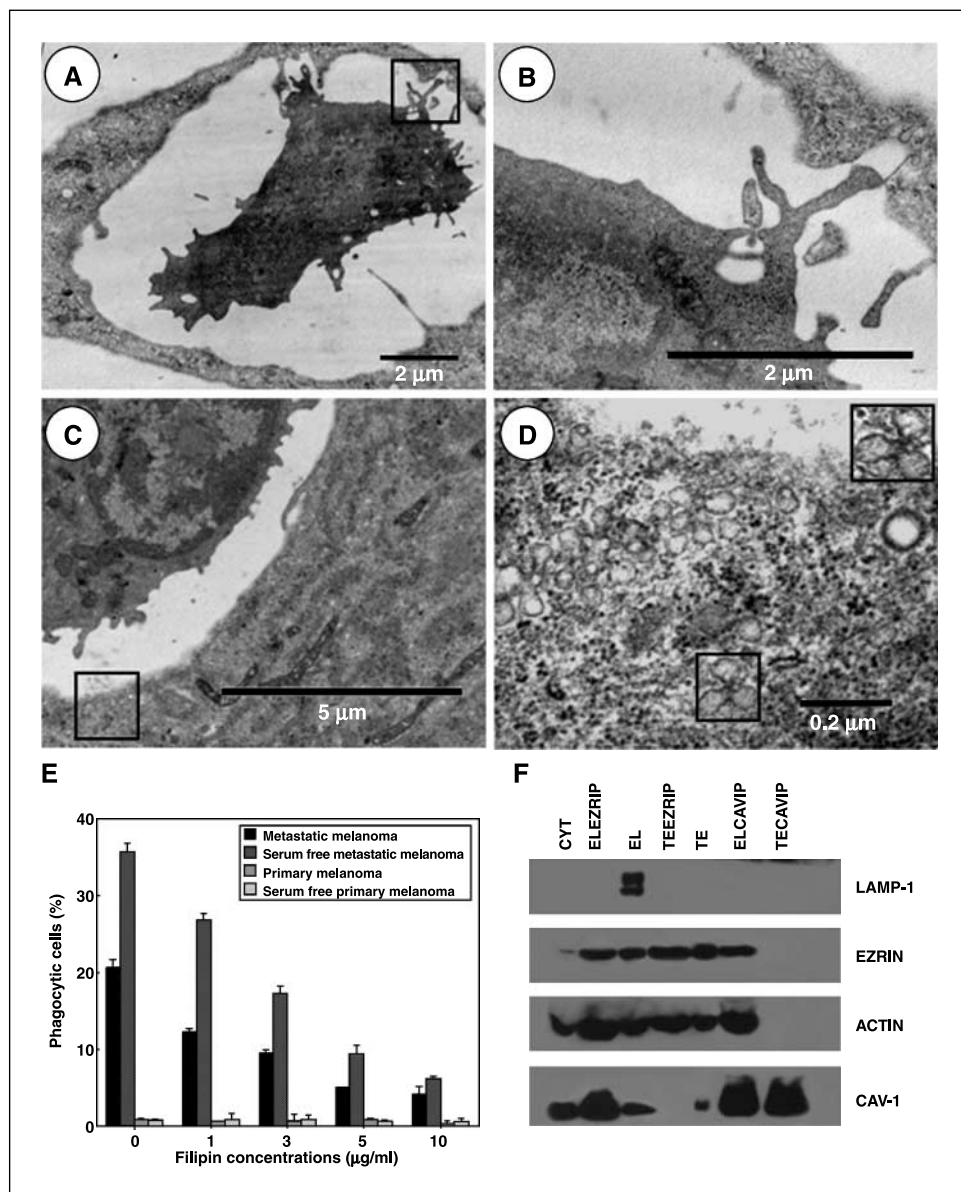 A
B
2 μm
2 μm
C
D
5 μm
0.2 μm
E
F
Metastatic melanoma
Serum free metastatic melanoma
Primary melanoma
Serum free primary melanoma
Phagocytic cells (%)
40
30
20
10
0
0 1 3 5 10
Filipin concentrations (μg/ml)
CYT ELEZRIP EL TEEZRIP TE ELCAVIP TECAVIP
LAMP-1
EZRIN
ACTIN
CAV-1